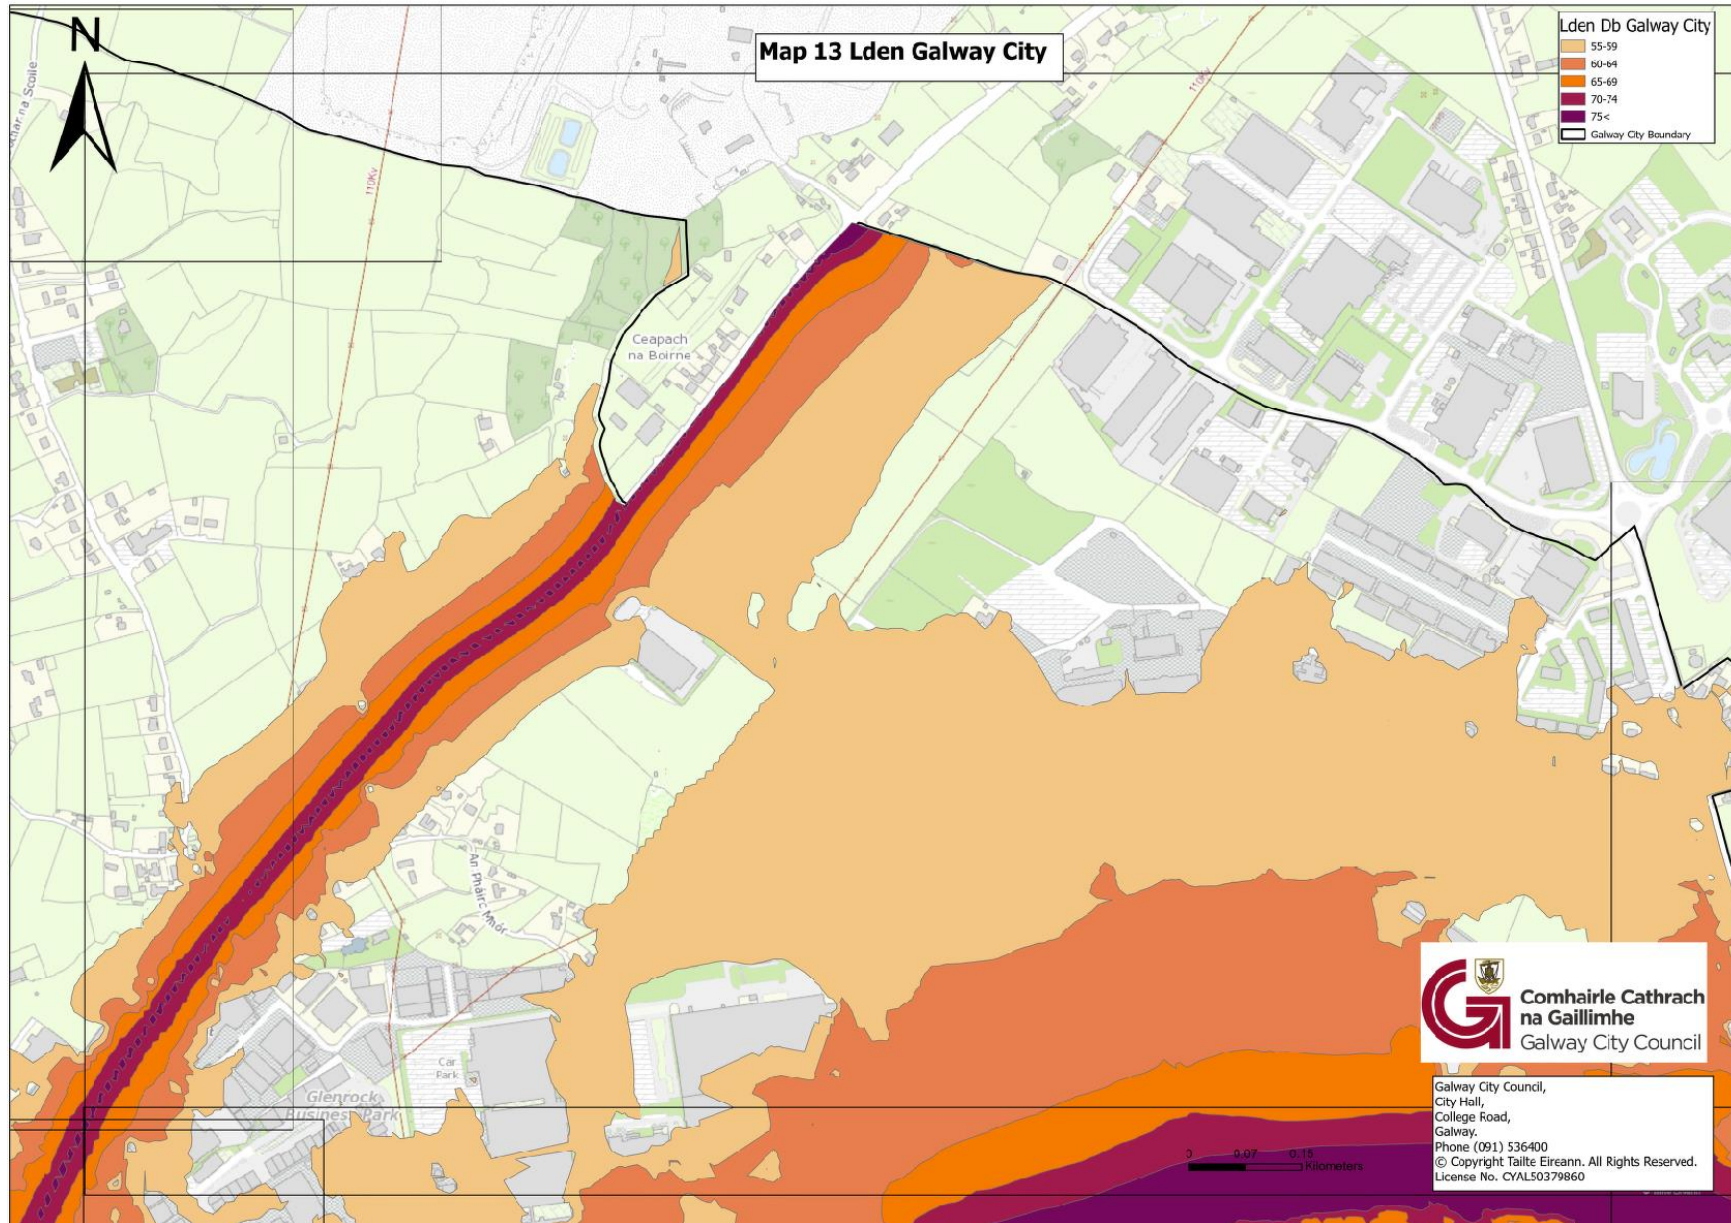 N
Map 13 Lden Galway City
Lden Db Galway City
55-59
60-64
65-69
70-74
75<
Galway City Boundary
110Kv
110Kv
Ceapach
na Boirne
An Pháirc Mhór
Car
Park
Glenrock
Business Park
Comhairle Cathrach
na Gaillimhe
Galway City Council
Galway City Council,
City Hall,
College Road,
Galway.
Phone (091) 536400
© Copyright Tailte Eireann. All Rights Reserved.
License No. CYAL50379860
0 0.07 0.15
Kilometers